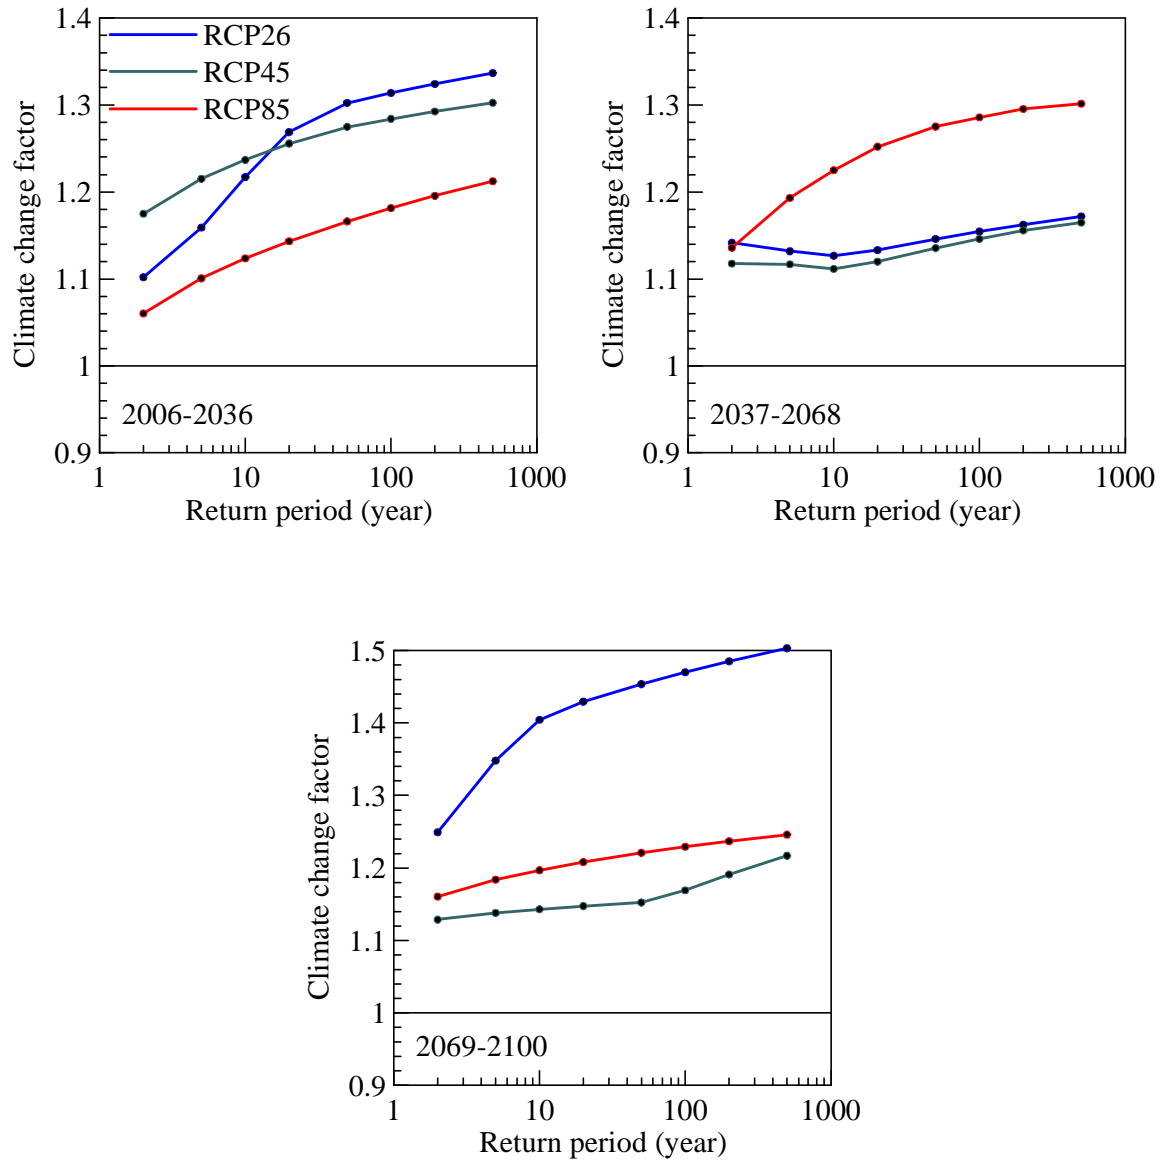 1.4
RCP26
RCP45
RCP85
1.3
1.2
1.1
1
0.9
Climate change factor
2006-2036
1 10 100 1000
Return period (year)
1.4
1.3
1.2
1.1
1
0.9
Climate change factor
2037-2068
1 10 100 1000
Return period (year)
1.5
1.4
1.3
1.2
1.1
1
0.9
Climate change factor
2069-2100
1 10 100 1000
Return period (year)